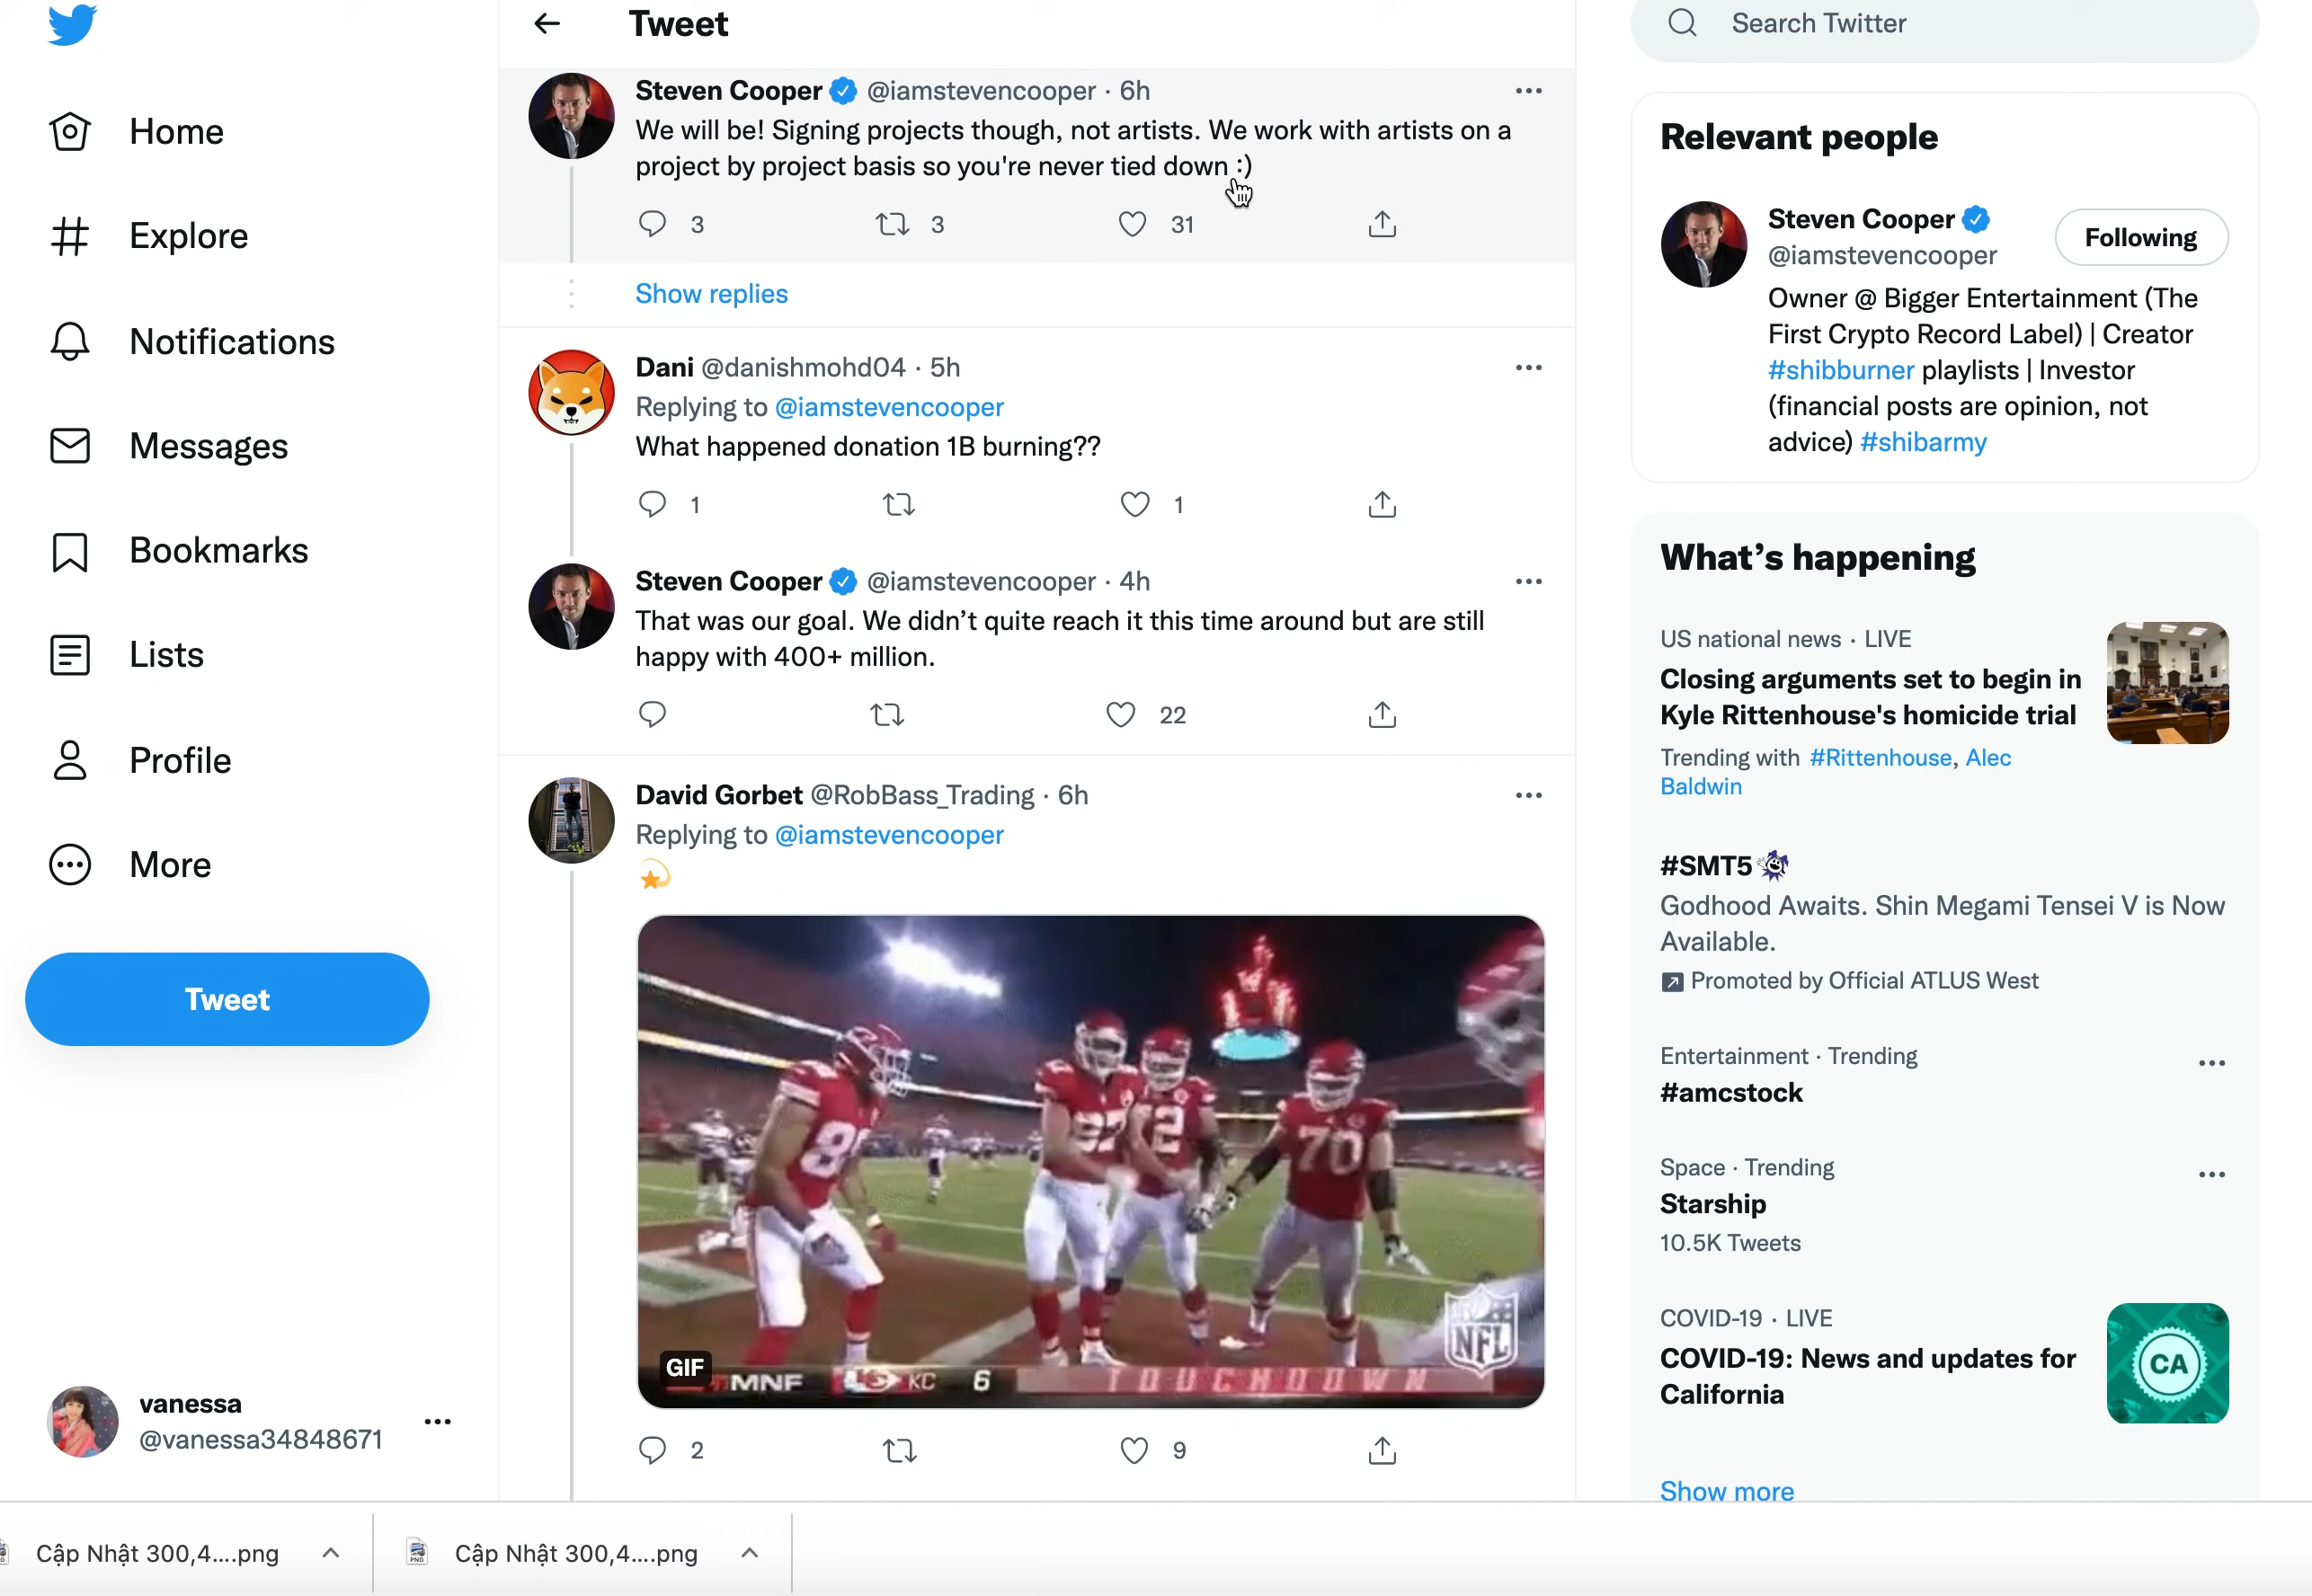 Home
Explore
Notifications
Messages
Bookmarks
Lists
Profile
More
Tweet
vanessa
@vanessa34848671
Tweet
Steven Cooper @iamstevencooper · 6h
We will be! Signing projects though, not artists. We work with artists on a
project by project basis so you're never tied down :)
3 3 31
Show replies
Dani @danishmohd04 · 5h
Replying to @iamstevencooper
What happened donation 1B burning??
1 1
Steven Cooper @iamstevencooper · 4h
That was our goal. We didn’t quite reach it this time around but are still
happy with 400+ million.
22
David Gorbet @RobBass_Trading · 6h
Replying to @iamstevencooper
70
NFL
GIF
MNF KC 6 TOUCHDOWN
2 9
Search Twitter
Relevant people
Steven Cooper
@iamstevencooper
Following
Owner @ Bigger Entertainment (The
First Crypto Record Label) | Creator
#shibburner playlists | Investor
(financial posts are opinion, not
advice) #shibarmy
What’s happening
US national news · LIVE
Closing arguments set to begin in
Kyle Rittenhouse's homicide trial
Trending with #Rittenhouse, Alec
Baldwin
#SMT5
Godhood Awaits. Shin Megami Tensei V is Now
Available.
Promoted by Official ATLUS West
Entertainment · Trending
#amcstock
Space · Trending
Starship
10.5K Tweets
COVID-19 · LIVE
COVID-19: News and updates for
California
CA
Show more
Cập Nhật 300,4....png
PNG
Cập Nhật 300,4....png